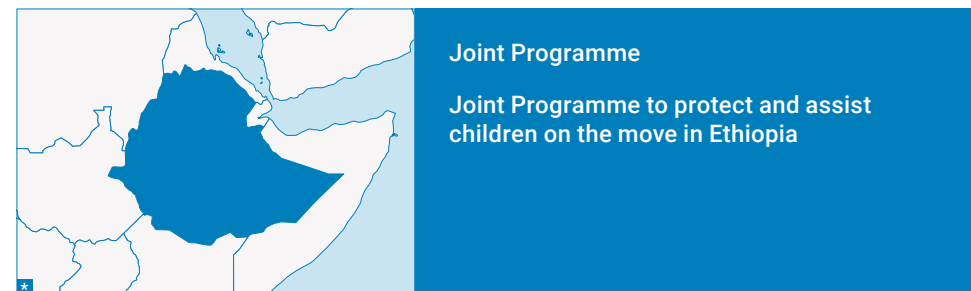 Joint Programme
Joint Programme to protect and assist
children on the move in Ethiopia
*